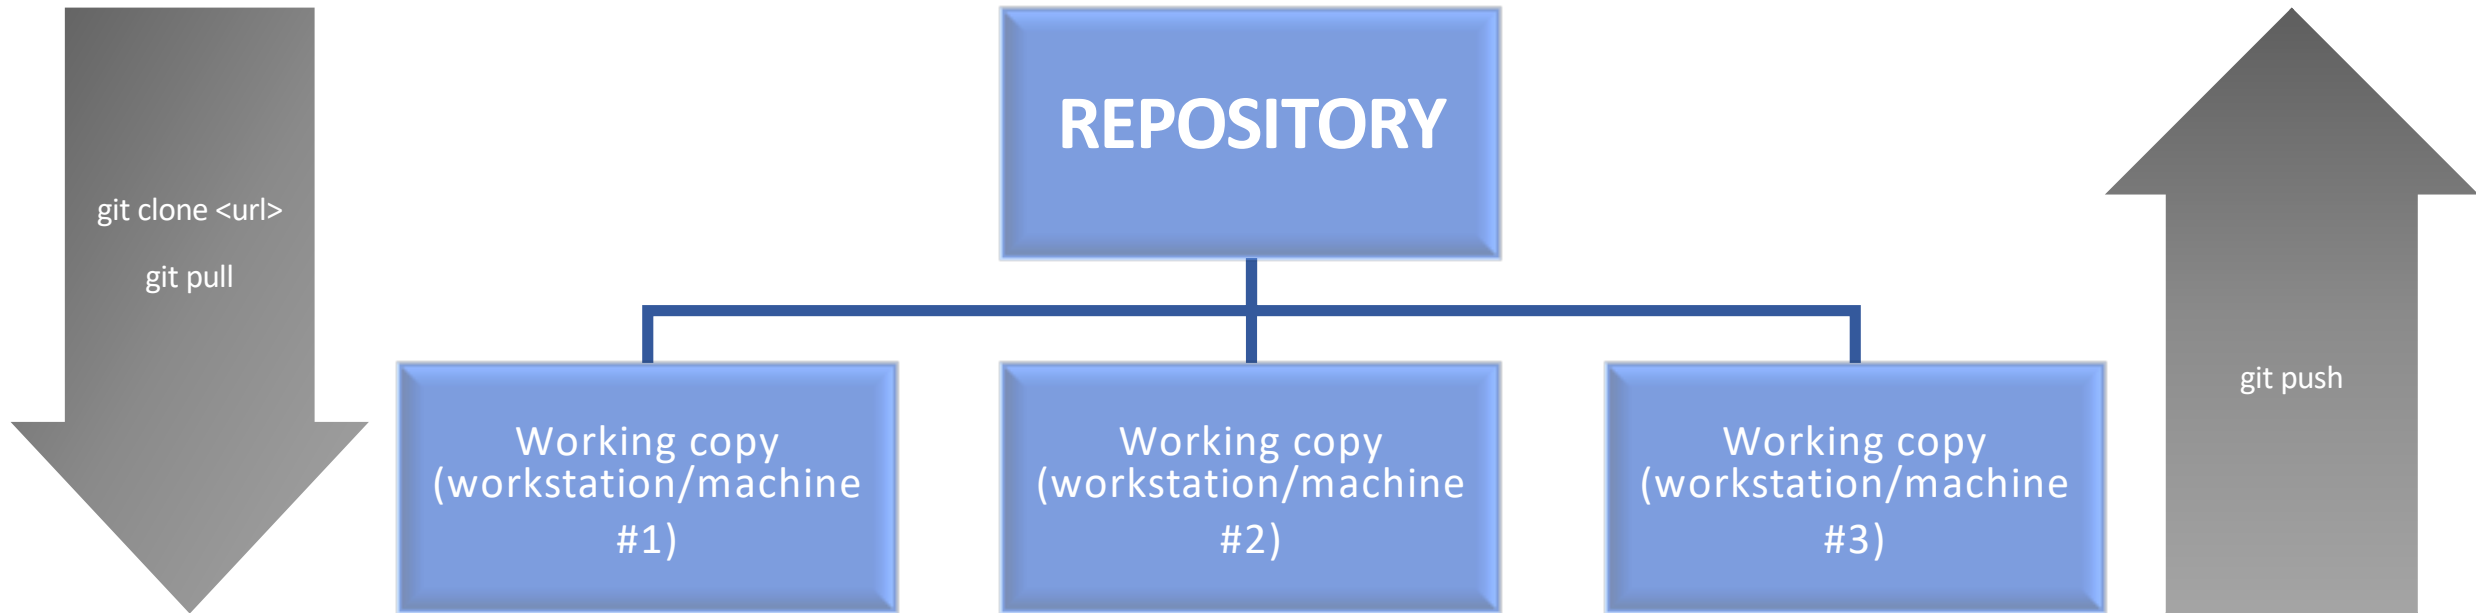 REPOSITORY
git clone <url>
git pull
git push
Working copy
(workstation/machine
#1)
Working copy
(workstation/machine
#2)
Working copy
(workstation/machine
#3)